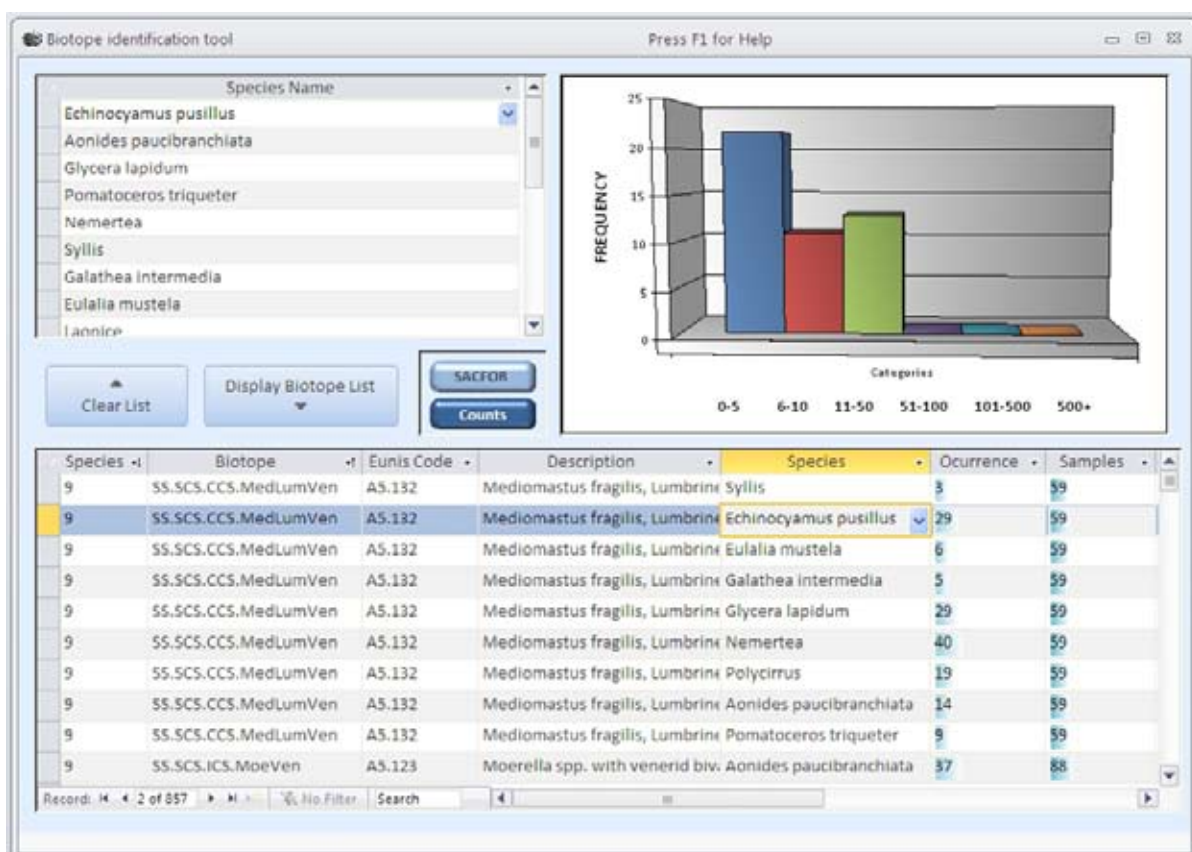 Biotope identification tool Press F1 for Help
Species Name
Echinocyamus pusillus
Aonides paucibranchiata
Glycera lapidum
Pomatoceros triqueter
Nemertea
Syllis
Galathea intermedia
Eulalia mustela
Laonice
Clear List
Display Biotope List
SACFOR
Counts
FREQUENCY
25
20
15
10
5
0
Categories
0-5 6-10 11-50 51-100 101-500 500+
Species Biotope Eunis Code Description Species Ocurrence Samples
9 SS.SCS.CCS.MedLumVen A5.132 Mediomastus fragilis, Lumbrine Syllis 3 59
9 SS.SCS.CCS.MedLumVen A5.132 Mediomastus fragilis, Lumbrine Echinocyamus pusillus 29 59
9 SS.SCS.CCS.MedLumVen A5.132 Mediomastus fragilis, Lumbrine Eulalia mustela 6 59
9 SS.SCS.CCS.MedLumVen A5.132 Mediomastus fragilis, Lumbrine Galathea intermedia 5 59
9 SS.SCS.CCS.MedLumVen A5.132 Mediomastus fragilis, Lumbrine Glycera lapidum 29 59
9 SS.SCS.CCS.MedLumVen A5.132 Mediomastus fragilis, Lumbrine Nemertea 40 59
9 SS.SCS.CCS.MedLumVen A5.132 Mediomastus fragilis, Lumbrine Polycirrus 19 59
9 SS.SCS.CCS.MedLumVen A5.132 Mediomastus fragilis, Lumbrine Aonides paucibranchiata 14 59
9 SS.SCS.CCS.MedLumVen A5.132 Mediomastus fragilis, Lumbrine Pomatoceros triqueter 9 59
9 SS.SCS.ICS.MoeVen A5.123 Moerella spp. with venerid biv. Aonides paucibranchiata 37 88
Record: 2 of 857 No Filter Search